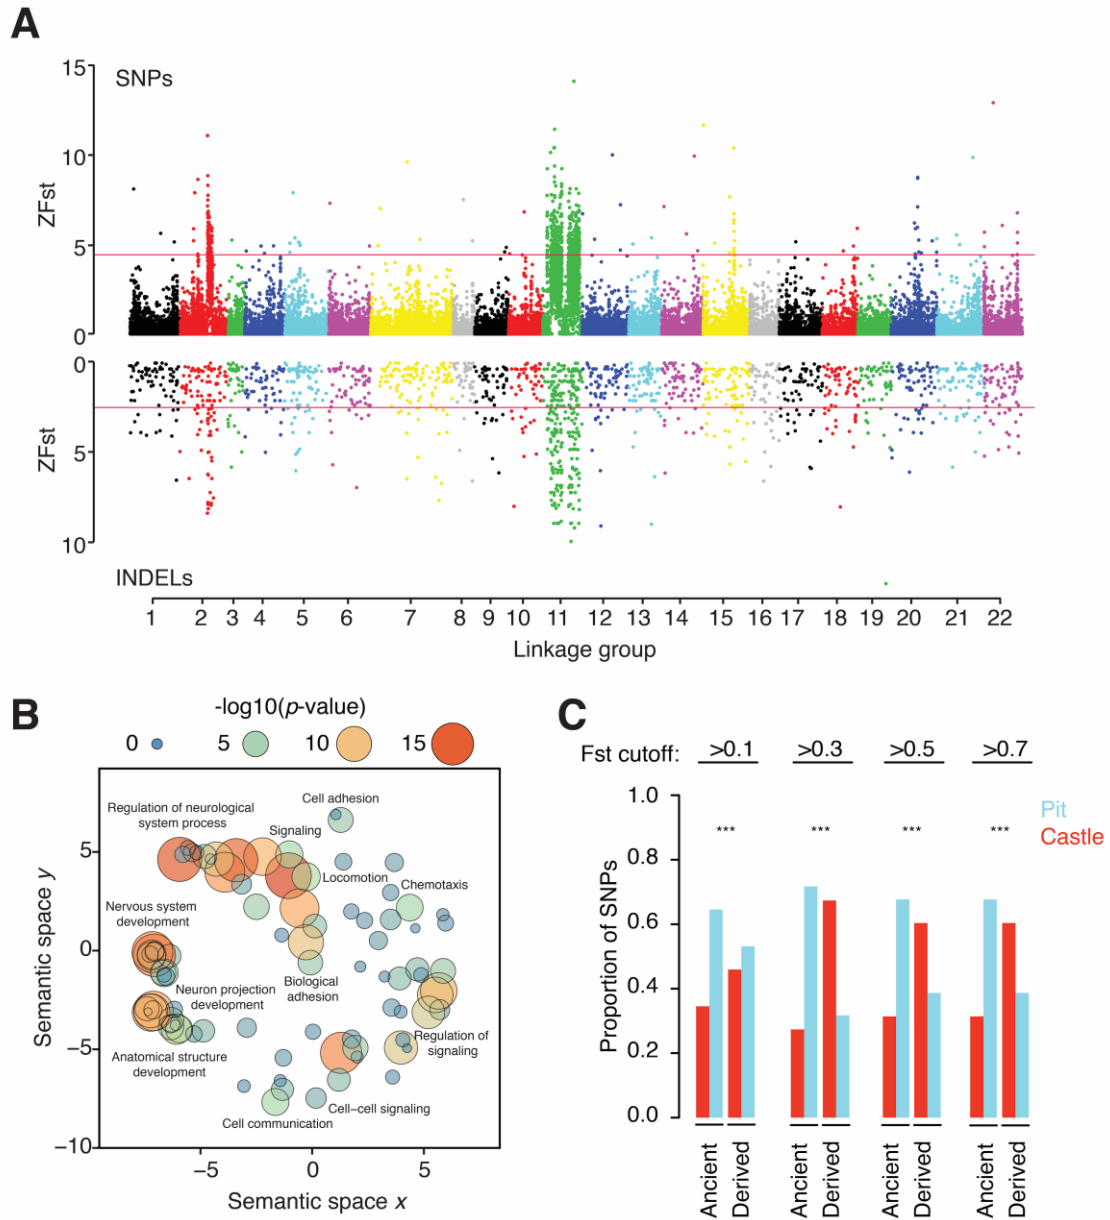 A
15
SNPs
10
ZFst
5
0
0
ZFst
5
10
INDELs
1 2 3 4 5 6 7 8 9 10 11 12 13 14 15 16 17 18 19 20 21 22
Linkage group
B
-log10(p-value)
0 5 10 15
Cell adhesion
Regulation of neurological
system process
Signaling
5
Locomotion
Chemotaxis
Nervous system
development
0
Semantic space y
Biological
adhesion
Neuron projection
development
Regulation of
signaling
−5
Anatomical structure
development
Cell–cell signaling
Cell communication
−10
−5 0 5
Semantic space x
C
Fst cutoff: >0.1 >0.3 >0.5 >0.7
1.0
Pit
Castle
*** *** *** ***
0.8
0.6
Proportion of SNPs
0.4
0.2
0.0
Ancient
Derived
Ancient
Derived
Ancient
Derived
Ancient
Derived